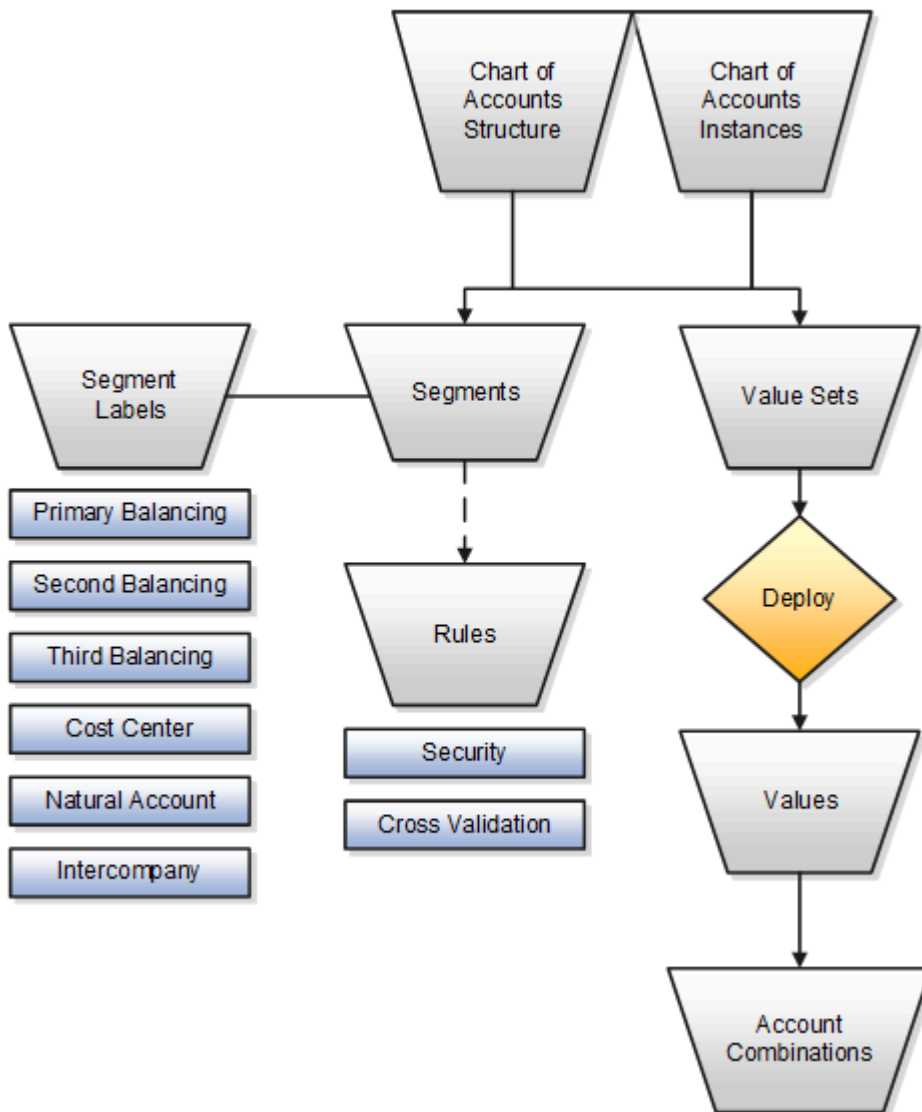 Chart of
Accounts
Structure
Chart of
Accounts
Instances
Segment
Labels
Segments
Value Sets
Primary Balancing
Second Balancing
Third Balancing
Cost Center
Natural Account
Intercompany
Rules
Security
Cross Validation
Deploy
Values
Account
Combinations